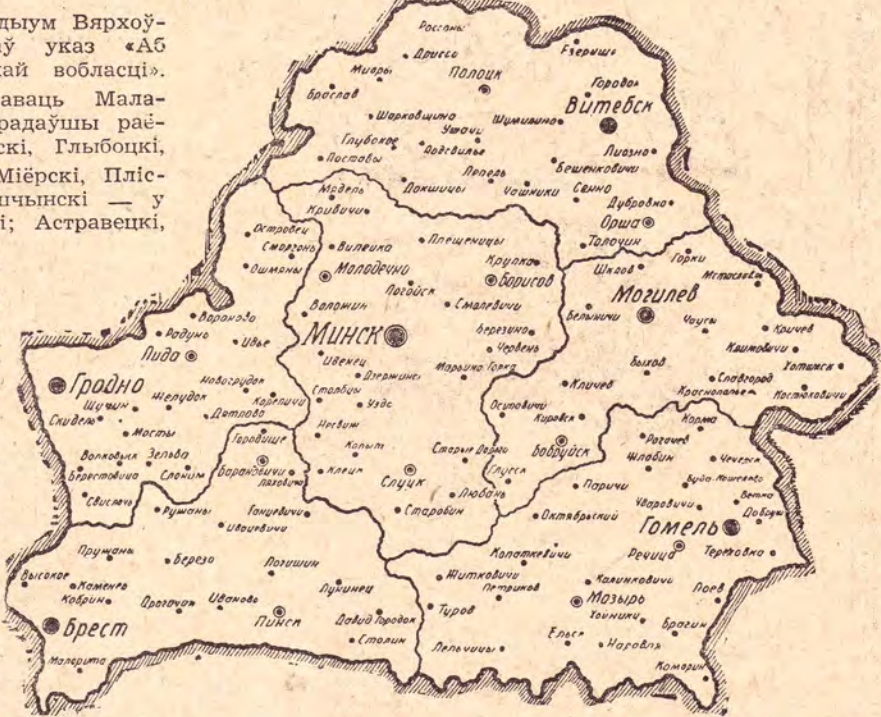 дыум Вярхоў-
ў указ «Аб
кай вобласці».
аваць Мала-
радаўшы раё-
скі, Глыбоцкі,
Міёрскі, Пліс-
шчынскі — у
і; Астравецкі,
Россоны
Дрисса
Езерище
Миоры
Полоцк
Городок
Браслав
Витебск
Шарковщина
Ушачи
Шумилино
Глубокое
Лиозно
Поставы
Бешенковичи
Лепель
Докшицы
Чашники
Сенно
Дубровно
Мядель
Кривичи
Орша
Толочин
Островец
Сморгонь
Ошмяны
Вилейка
Плещеницы
Крупки
Молодечно
Борисов
Логойск
Смолевичи
Воложин
Минск
Березино
Червень
Ивенец
Дзержинск
Марьина Горка
Столбцы
Узда
Несвиж
Копыль
Клецк
Слуцк
Старые Дороги
Любань
Старобин
Шклов
Горки
Мстиславль
Могилев
Белыничи
Чаусы
Кричев
Климовичи
Быхов
Хотимск
Славгород
Кличев
Краснополье
Костюковичи
Осиповичи
Кировск
Бобруйск
Глусск
Вороново
Радунь
Лида
Ивье
Гродно
Новогрудок
Щучин
Желудок
Кореличи
Скидель
Дятлово
Мосты
Городище
Волковыск
Зельва
Барановичи
Берестовица
Слоним
Ляховичи
Свислочь
Ружаны
Ганцевичи
Ивацевичи
Пружаны
Береза
Логишин
Высокое
Каменец
Лунинец
Кобрин
Дрогичин
Иваново
Брест
Пинск
Давид Городок
Столин
Малорита
Корма
Рогачев
Жлобин
Чечерск
Паричи
Буда-Кошелево
Уваровичи
Ветка
Добруш
Октябрьский
Гомель
Копаткевичи
Речица
Тереховка
Житковичи
Калинковичи
Петриков
Лоев
Мозырь
Туров
Хойники
Брагин
Ельск
Наровля
Лельчицы
Комарин